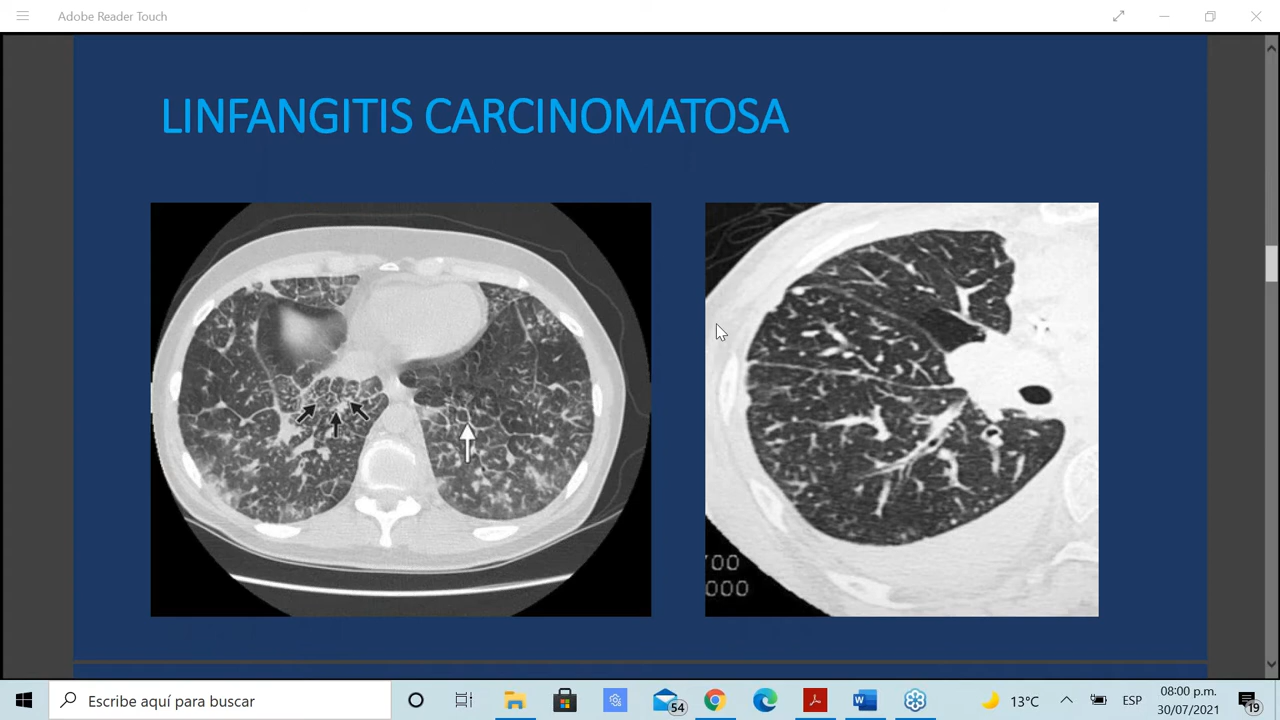 Adobe Reader Touch
LINFANGITIS CARCINOMATOSA
700
000
Escribe aquí para buscar
54
13°C
ESP
08:00 p.m.
30/07/2021
19